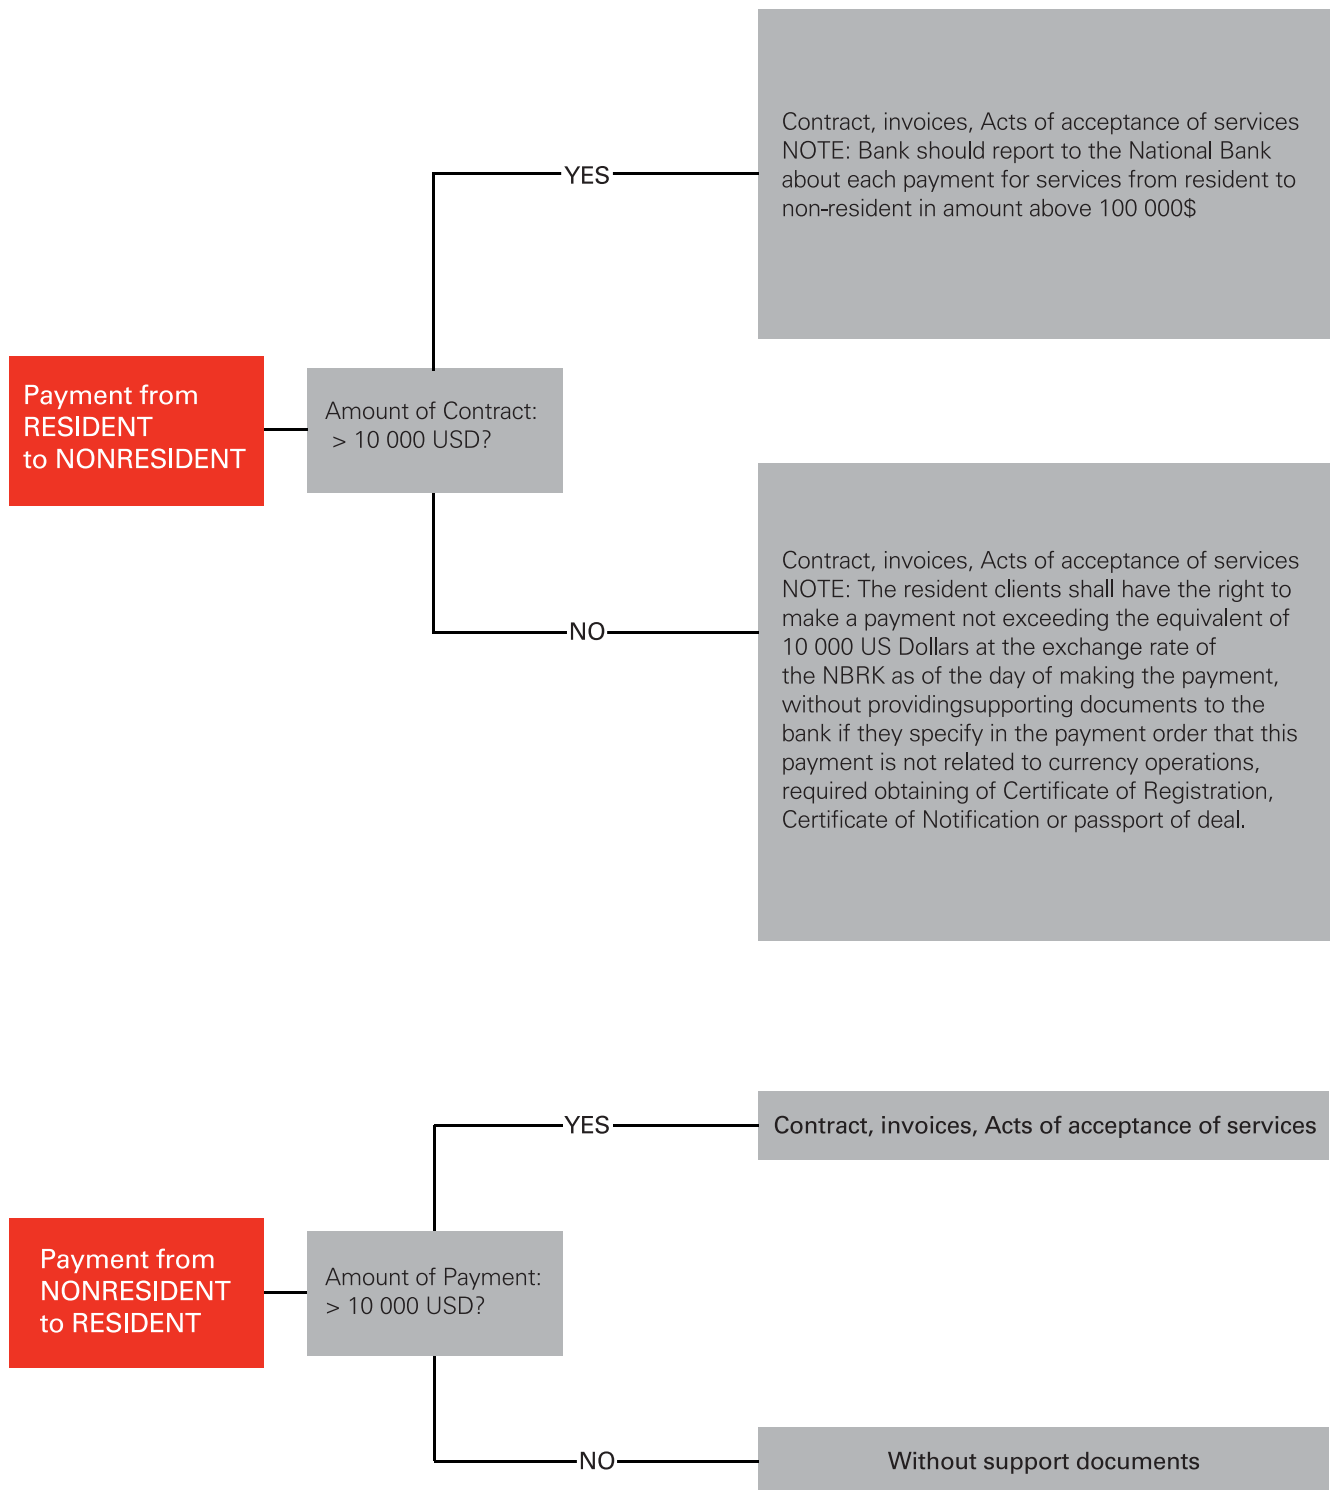 Contract, invoices, Acts of acceptance of services
NOTE: Bank should report to the National Bank
about each payment for services from resident to
non-resident in amount above 100 000$
YES
Payment from
RESIDENT
to NONRESIDENT
Amount of Contract:
> 10 000 USD?
NO
Contract, invoices, Acts of acceptance of services
NOTE: The resident clients shall have the right to
make a payment not exceeding the equivalent of
10 000 US Dollars at the exchange rate of
the NBRK as of the day of making the payment,
without providingsupporting documents to the
bank if they specify in the payment order that this
payment is not related to currency operations,
required obtaining of Certificate of Registration,
Certificate of Notification or passport of deal.
YES
Contract, invoices, Acts of acceptance of services
Payment from
NONRESIDENT
to RESIDENT
Amount of Payment:
> 10 000 USD?
NO
Without support documents